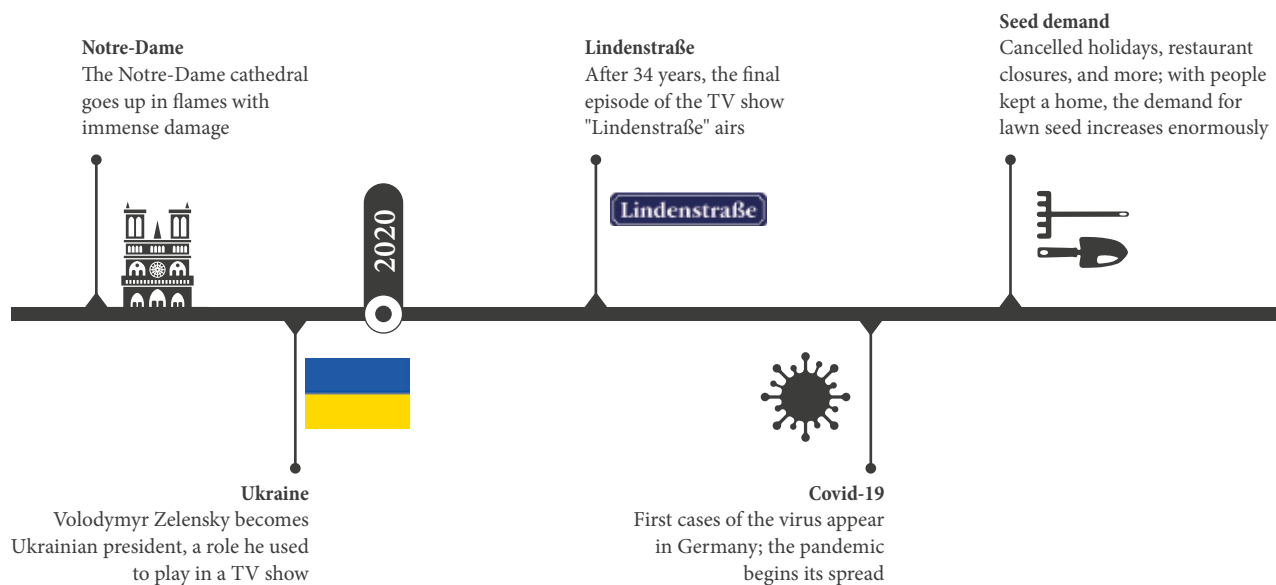 Notre-Dame
The Notre-Dame cathedral
goes up in flames with
immense damage
Ukraine
Volodymyr Zelensky becomes
Ukrainian president, a role he used
to play in a TV show
2020
Lindenstraße
After 34 years, the final
episode of the TV show
"Lindenstraße" airs
Lindenstraße
Covid-19
First cases of the virus appear
in Germany; the pandemic
begins its spread
Seed demand
Cancelled holidays, restaurant
closures, and more; with people
kept a home, the demand for
lawn seed increases enormously